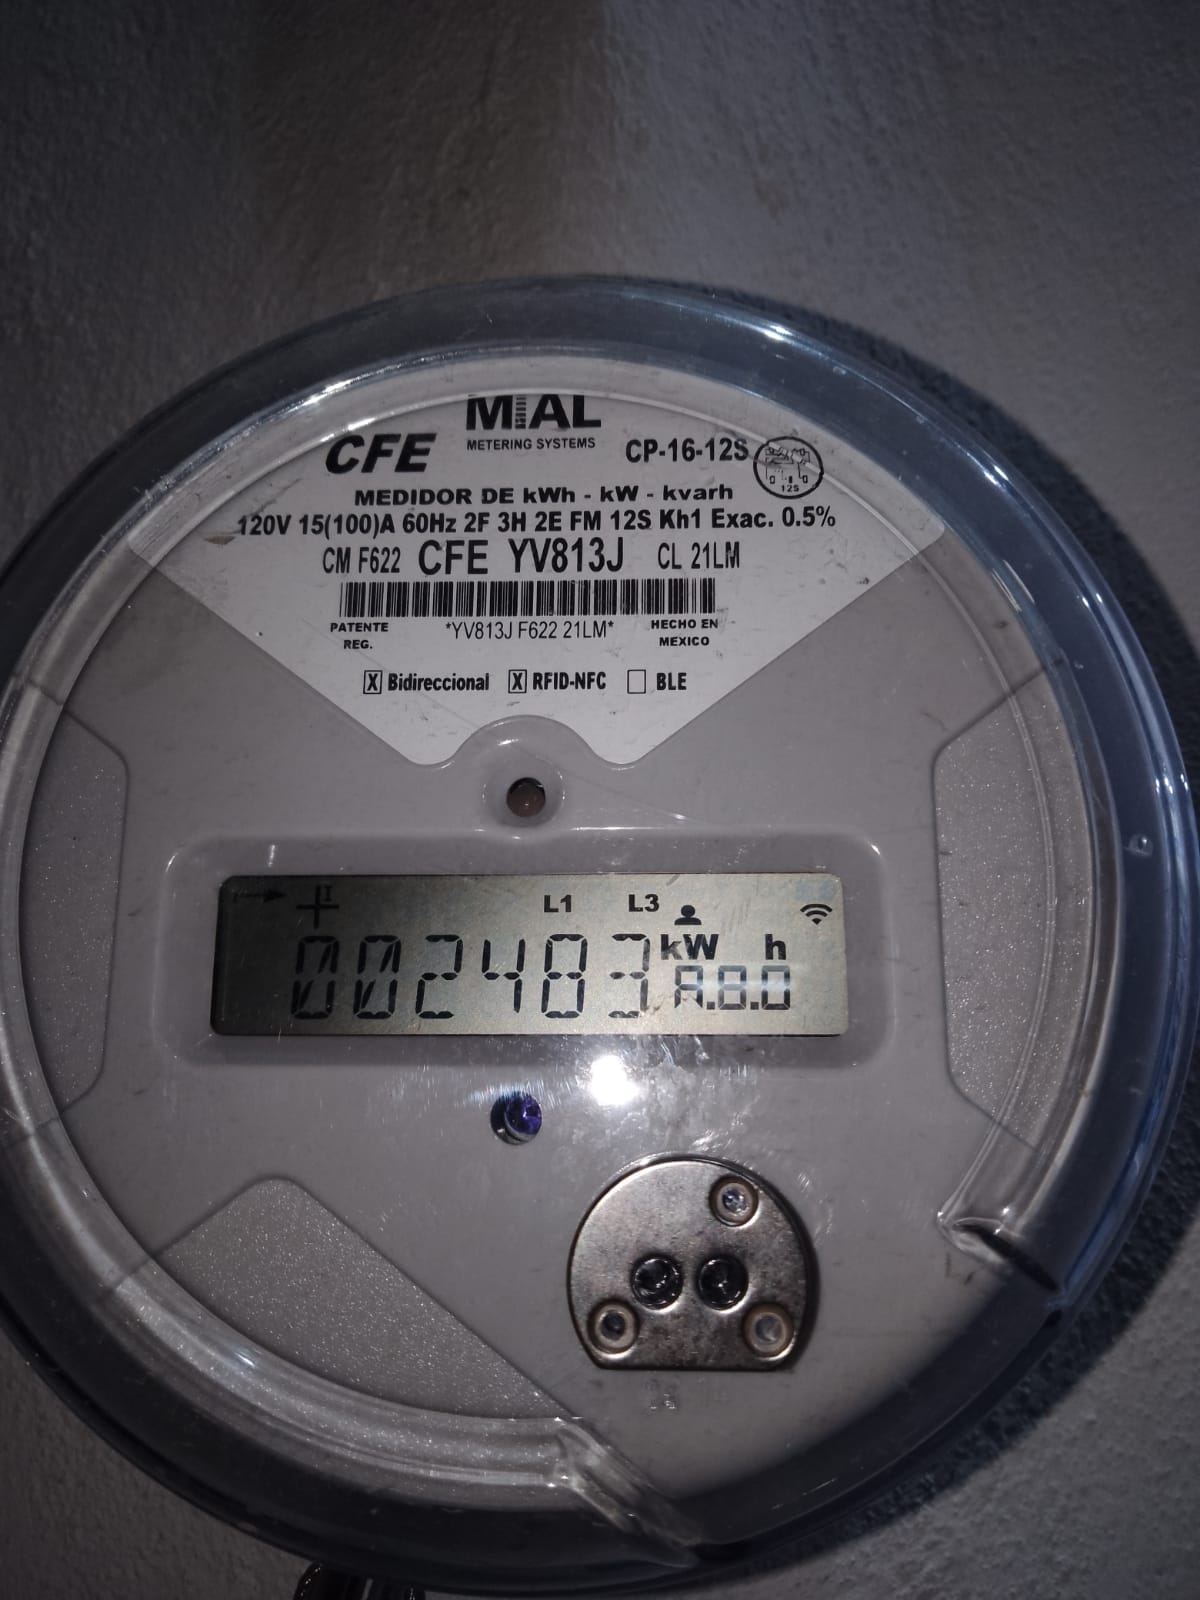 MIAL
METERING SYSTEMS
CFE
CP-16-12S
12S
MEDIDOR DE kWh - kW - kvarh
120V 15(100)A 60Hz 2F 3H 2E FM 12S Kh1 Exac. 0.5%
CM F622 CFE YV813J CL 21LM
PATENTE REG.
*YV813J F622 21LM*
HECHO EN MEXICO
X Bidireccional X RFID-NFC BLE
L1 L3
002483 kW h